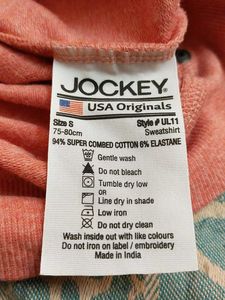 JOCKEY®
USA Originals
Size S Style # UL11
75-80cm Sweatshirt
94% SUPER COMBED COTTON 6% ELASTANE
Gentle wash
Do not bleach
Tumble dry low
OR
Line dry in shade
Low iron
Do not dry clean
Wash inside out with like colours
Do not iron on label / embroidery
Made in India